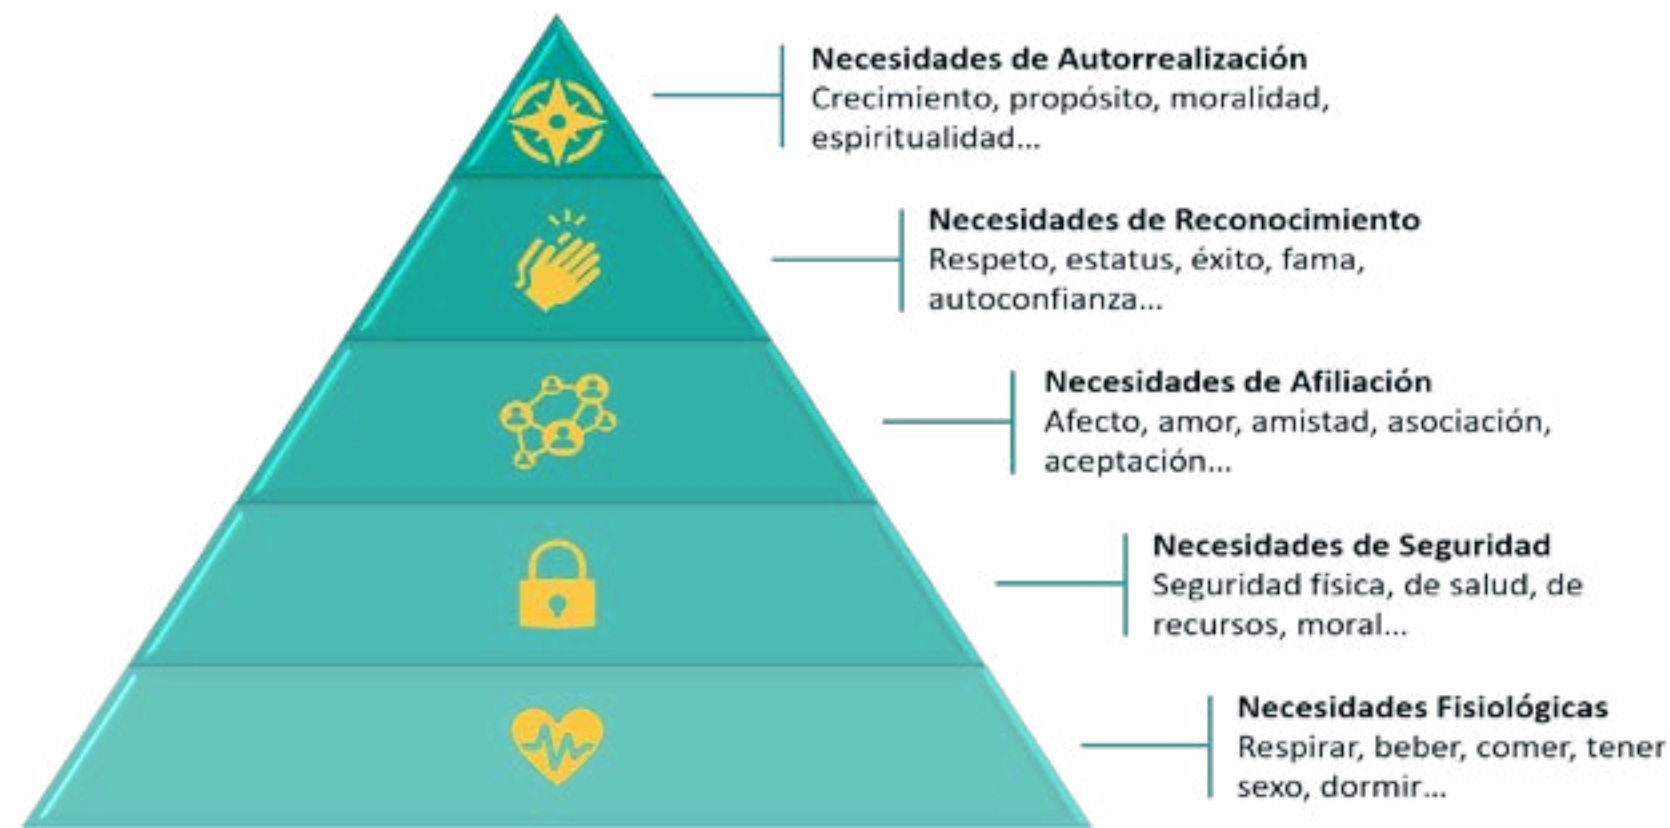 Necesidades de Autorrealización
Crecimiento, propósito, moralidad,
espiritualidad...
Necesidades de Reconocimiento
Respeto, estatus, éxito, fama,
autoconfianza...
Necesidades de Afiliación
Afecto, amor, amistad, asociación,
aceptación...
Necesidades de Seguridad
Seguridad física, de salud, de
recursos, moral...
Necesidades Fisiológicas
Respirar, beber, comer, tener
sexo, dormir...